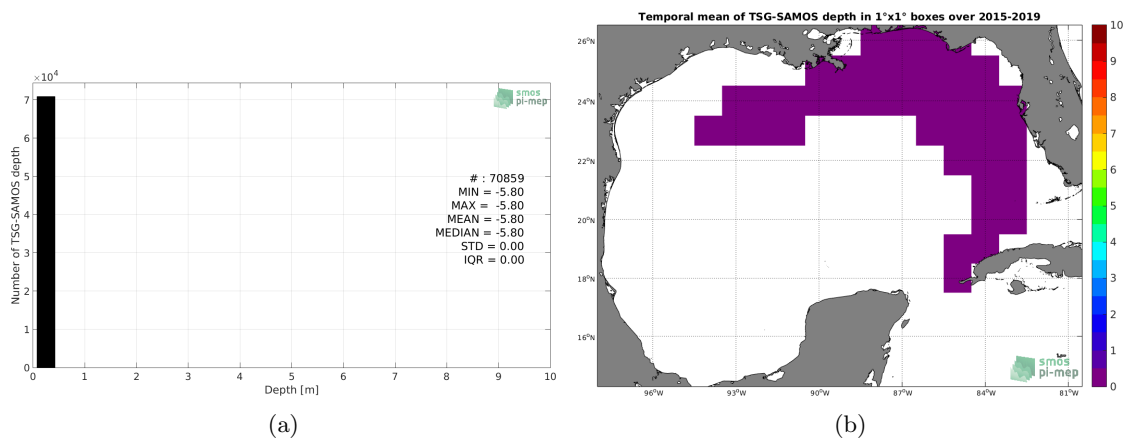 ×10⁴
7
6
5
4
3
2
1
0
Number of TSG-SAMOS depth
smos
pi-mep
# : 70859
MIN = -5.80
MAX = -5.80
MEAN = -5.80
MEDIAN = -5.80
STD = 0.00
IQR = 0.00
0 1 2 3 4 5 6 7 8 9 10
Depth [m]
(a)
Temporal mean of TSG-SAMOS depth in 1°x1° boxes over 2015-2019
26°N
24°N
22°N
20°N
18°N
16°N
96°W 93°W 90°W 87°W 84°W 81°W
smos
pi-mep
10
9
8
7
6
5
4
3
2
1
0
(b)